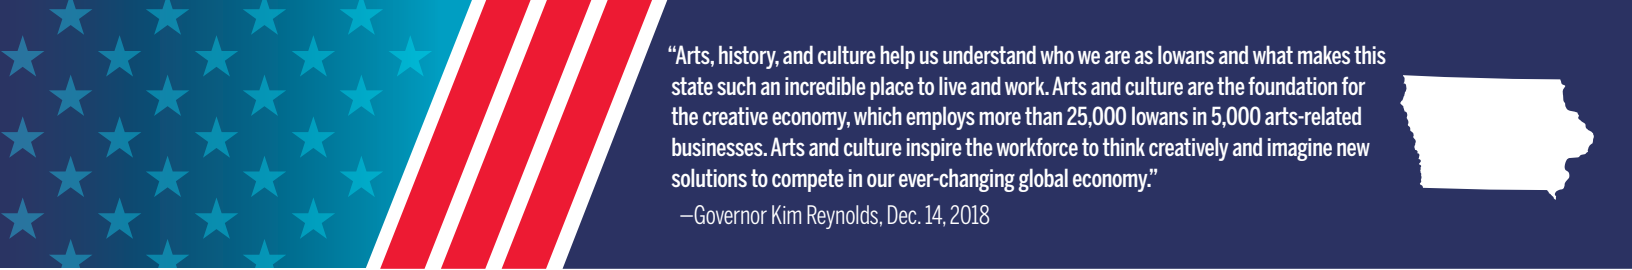 “Arts, history, and culture help us understand who we are as Iowans and what makes this
state such an incredible place to live and work. Arts and culture are the foundation for
the creative economy, which employs more than 25,000 Iowans in 5,000 arts-related
businesses. Arts and culture inspire the workforce to think creatively and imagine new
solutions to compete in our ever-changing global economy.”
—Governor Kim Reynolds, Dec. 14, 2018